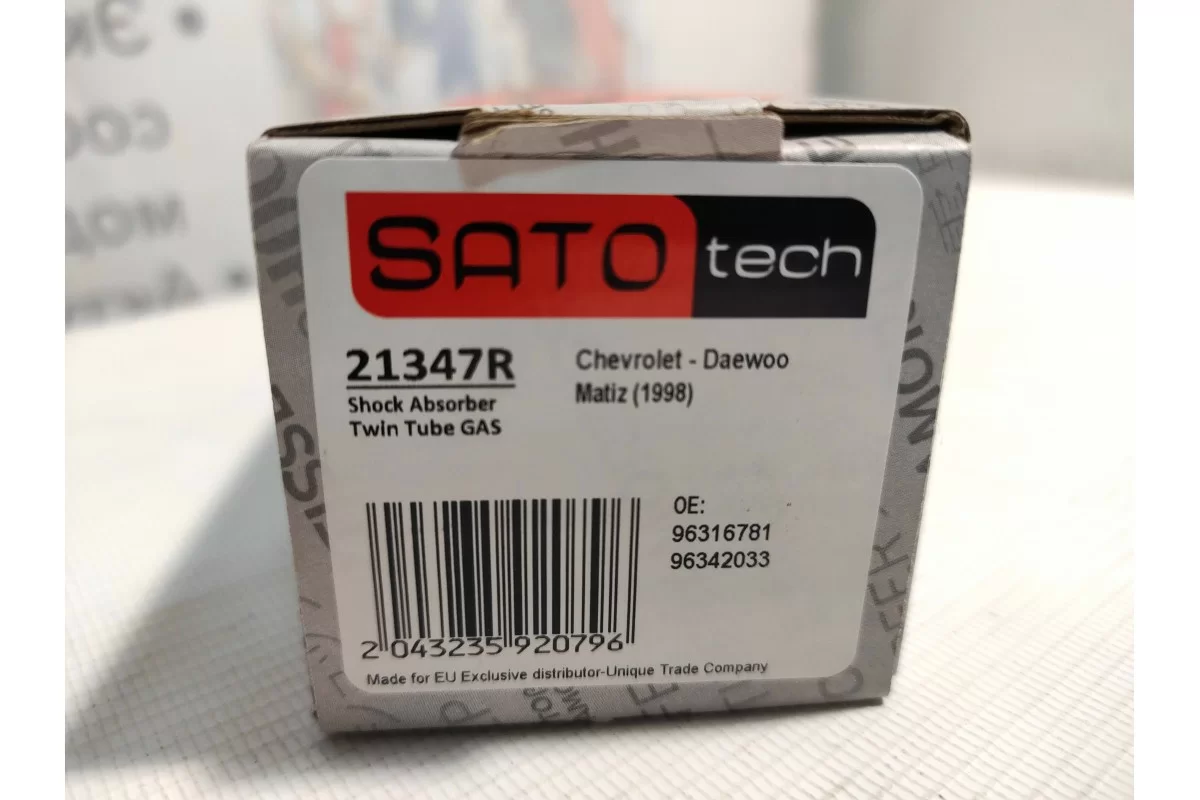 SATO tech
21347R
Shock Absorber
Twin Tube GAS
Chevrolet - Daewoo
Matiz (1998)
OE:
96316781
96342033
2 043235 920796
Made for EU Exclusive distributor-Unique Trade Company